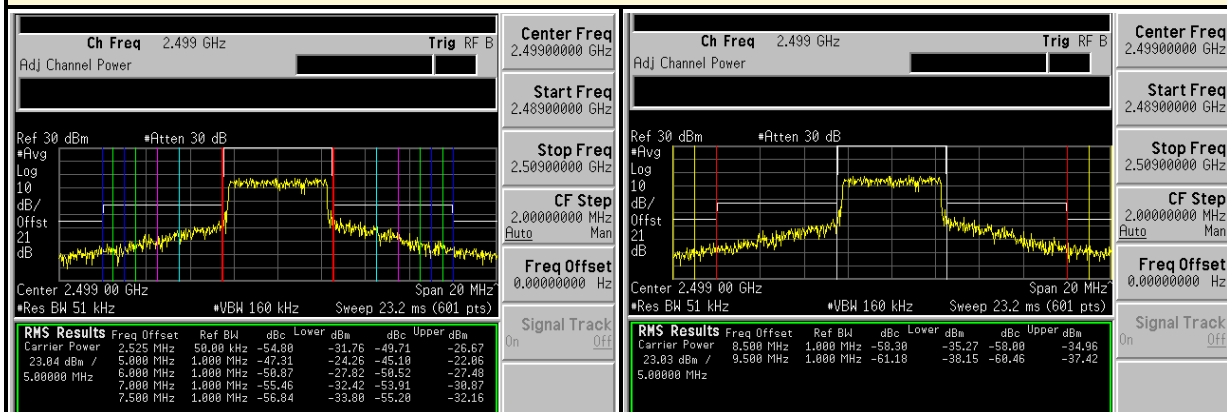 Ch Freq 2.499 GHz Trig RF B
Adj Channel Power
Ref 30 dBm #Atten 30 dB
#Avg
Log
10
dB/
Offst
21
dB
Center 2.499 00 GHz Span 20 MHz^
#Res BW 51 kHz #VBW 160 kHz Sweep 23.2 ms (601 pts)
RMS Results Freq Offset Ref BW dBc Lower dBm dBc Upper dBm
Carrier Power 2.525 MHz 50.00 kHz -54.80 -31.76 -49.71 -26.67
23.04 dBm / 5.000 MHz 1.000 MHz -47.31 -24.26 -45.10 -22.06
5.00000 MHz 6.000 MHz 1.000 MHz -50.87 -27.82 -50.52 -27.48
7.000 MHz 1.000 MHz -55.46 -32.42 -53.91 -30.87
7.500 MHz 1.000 MHz -56.84 -33.80 -55.20 -32.16
Center Freq
2.49900000 GHz
Start Freq
2.48900000 GHz
Stop Freq
2.50900000 GHz
CF Step
2.00000000 MHz
Auto Man
Freq Offset
0.00000000 Hz
Signal Track
On Off
Ch Freq 2.499 GHz Trig RF B
Adj Channel Power
Ref 30 dBm #Atten 30 dB
#Avg
Log
10
dB/
Offst
21
dB
Center 2.499 00 GHz Span 20 MHz^
#Res BW 51 kHz #VBW 160 kHz Sweep 23.2 ms (601 pts)
RMS Results Freq Offset Ref BW dBc Lower dBm dBc Upper dBm
Carrier Power 8.500 MHz 1.000 MHz -58.30 -35.27 -58.00 -34.96
23.03 dBm / 9.500 MHz 1.000 MHz -61.18 -38.15 -60.46 -37.42
5.00000 MHz
Center Freq
2.49900000 GHz
Start Freq
2.48900000 GHz
Stop Freq
2.50900000 GHz
CF Step
2.00000000 MHz
Auto Man
Freq Offset
0.00000000 Hz
Signal Track
On Off